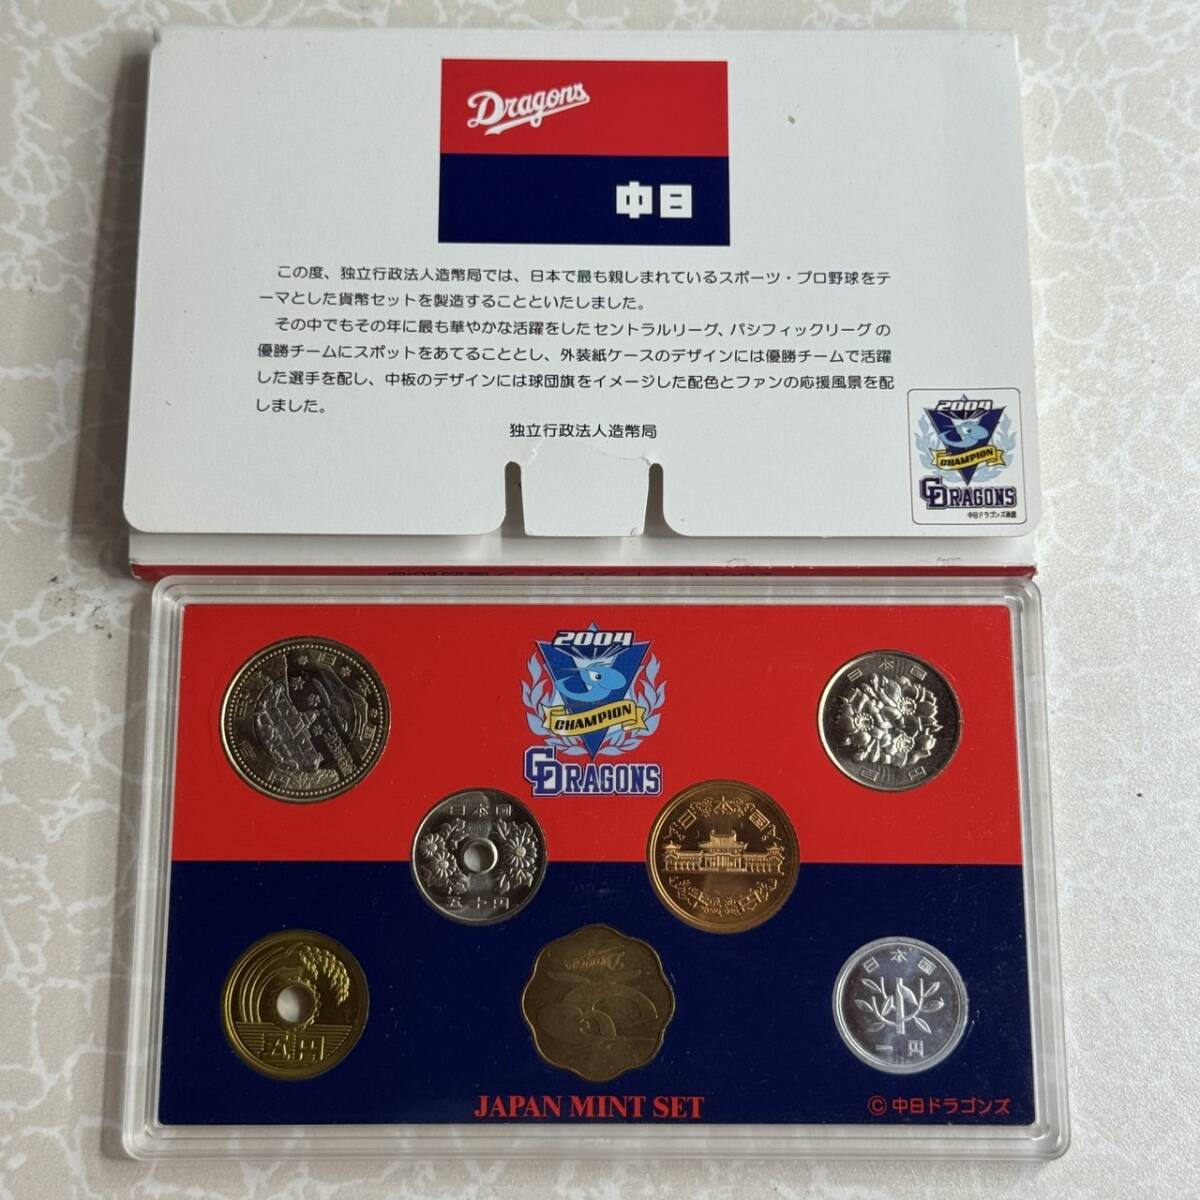 Dragons
中日
この度、独立行政法人造幣局では、日本で最も親しまれているスポーツ・プロ野球をテ
ーマとした貨幣セットを製造することといたしました。
その中でもその年に最も華やかな活躍をしたセントラルリーグ、パシフィックリーグの
優勝チームにスポットをあてることとし、外装紙ケースのデザインには優勝チームで活躍
した選手を配し、中板のデザインには球団旗をイメージした配色とファンの応援風景を配
しました。
独立行政法人造幣局
2004
CHAMPION
DRAGONS
2004
CHAMPION
DRAGONS
日本国
百円
日本国
五十円
日本国
五円
Dragons
日本国
一円
JAPAN MINT SET
© 中日ドラゴンズ